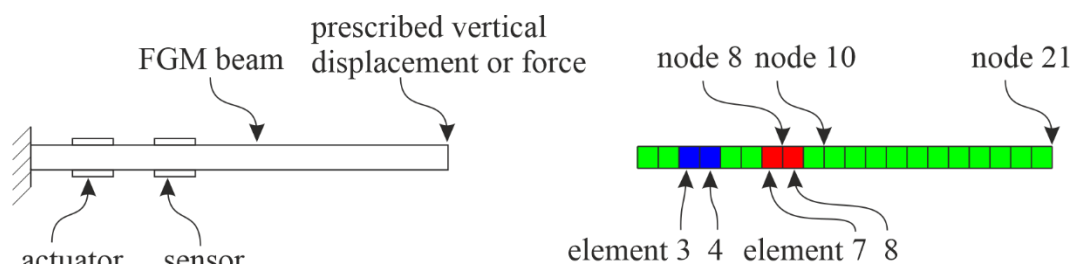 prescribed vertical
FGM beam displacement or force
actuator sensor
node 8 node 10 node 21
element 3 4 element 7 8